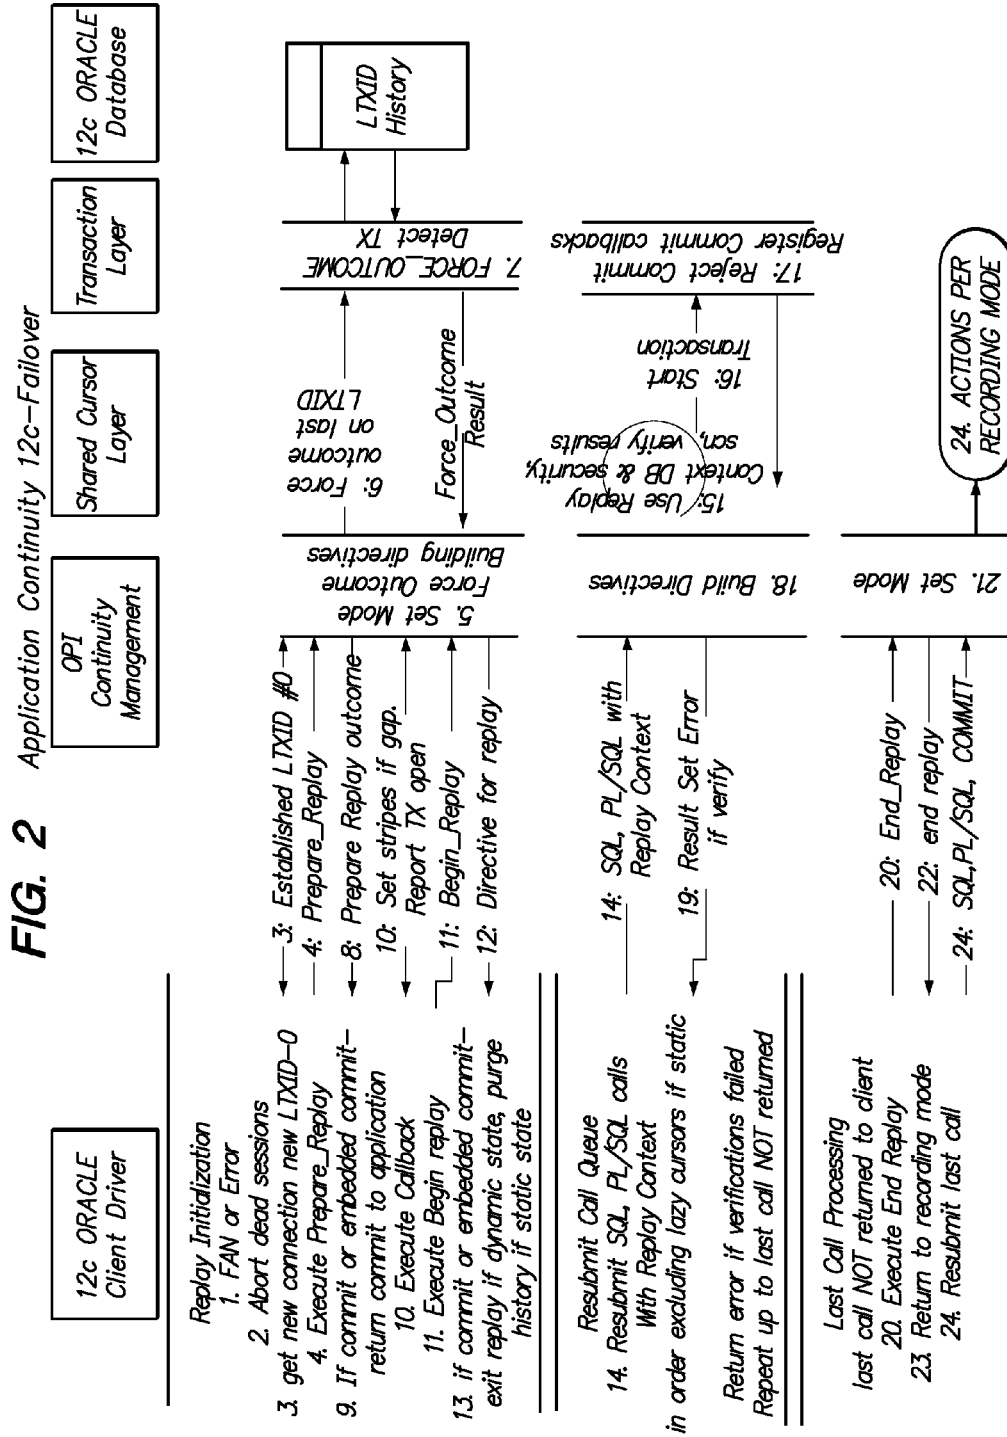 FIG. 2
Application Continuity 12c-Failover
12c ORACLE
Client Driver
OPI
Continuity
Management
Shared Cursor
Layer
Transaction
Layer
12c ORACLE
Database
Replay Initialization
1. FAN or Error
2. Abort dead sessions
3. get new connection new LTXID-0
4. Execute Prepare_Replay
9. If commit or embedded commit-
return commit to application
10. Execute Callback
11. Execute Begin replay
13. if commit or embedded commit-
exit replay if dynamic state, purge
history if static state
3: Established LTXID #0
4: Prepare_Replay
8: Prepare Replay outcome
10: Set stripes if gap.
Report TX open
11: Begin_Replay
12: Directive for replay
5. Set Mode
Force Outcome
Building directives
6: Force
outcome
on last
LTXID
Force_Outcome
Result
7. FORCE_OUTCOME
Detect TX
LTXID
History
Resubmit Call Queue
14. Resubmit SQL, PL/SQL calls
With Replay Context
in order excluding lazy cursors if static
Return error if verifications failed
Repeat up to last call NOT returned
14: SQL, PL/SQL with
Replay Context
19: Result Set Error
if verify
18. Build Directives
15: Use Replay
Context DB & security,
scn, verify results
16: Start
Transaction
17: Reject Commit
Register Commit callbacks
Last Call Processing
last call NOT returned to client
20. Execute End Replay
23. Return to recording mode
24. Resubmit last call
20: End_Replay
22: end replay
24: SQL,PL/SQL, COMMIT
21. Set Mode
24. ACTIONS PER
RECORDING MODE